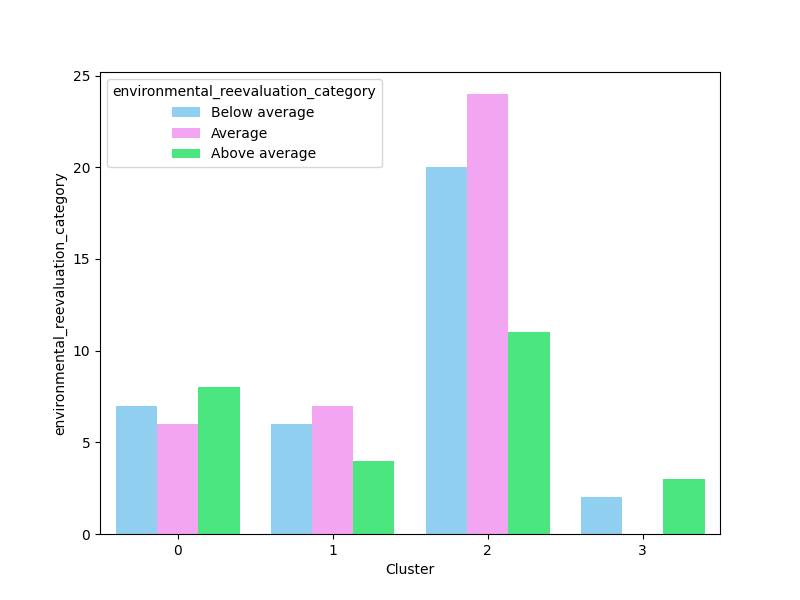 environmental_reevaluation_category
Below average
Average
Above average
environmental_reevaluation_category
25
20
15
10
5
0
0 1 2 3
Cluster